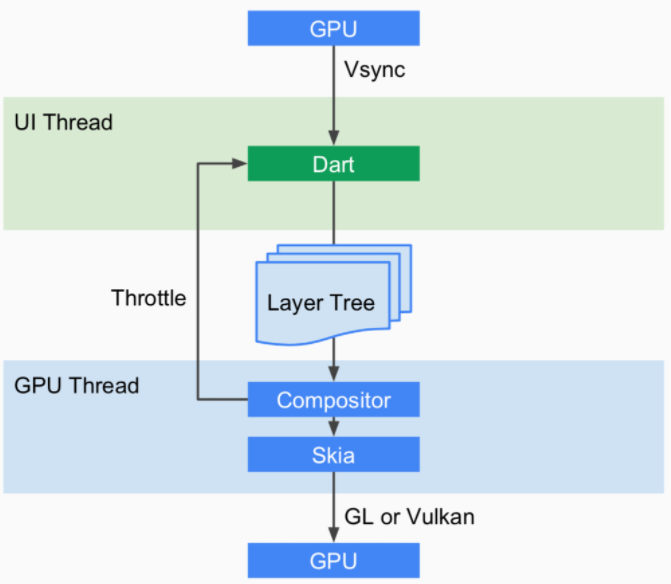 GPU
Vsync
UI Thread
Dart
Throttle
Layer Tree
GPU Thread
Compositor
Skia
GL or Vulkan
GPU